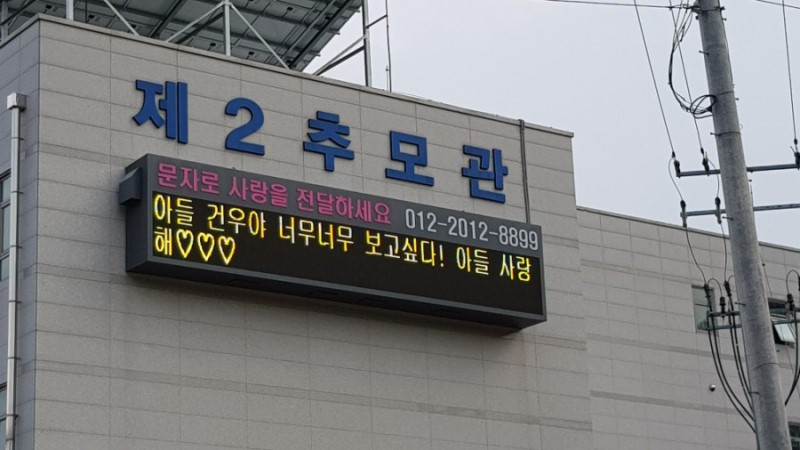 제2추모관
문자로 사랑을 전달하세요 012-2012-8899
아들 건우야 너무너무 보고싶다! 아들 사랑
해♡♡♡